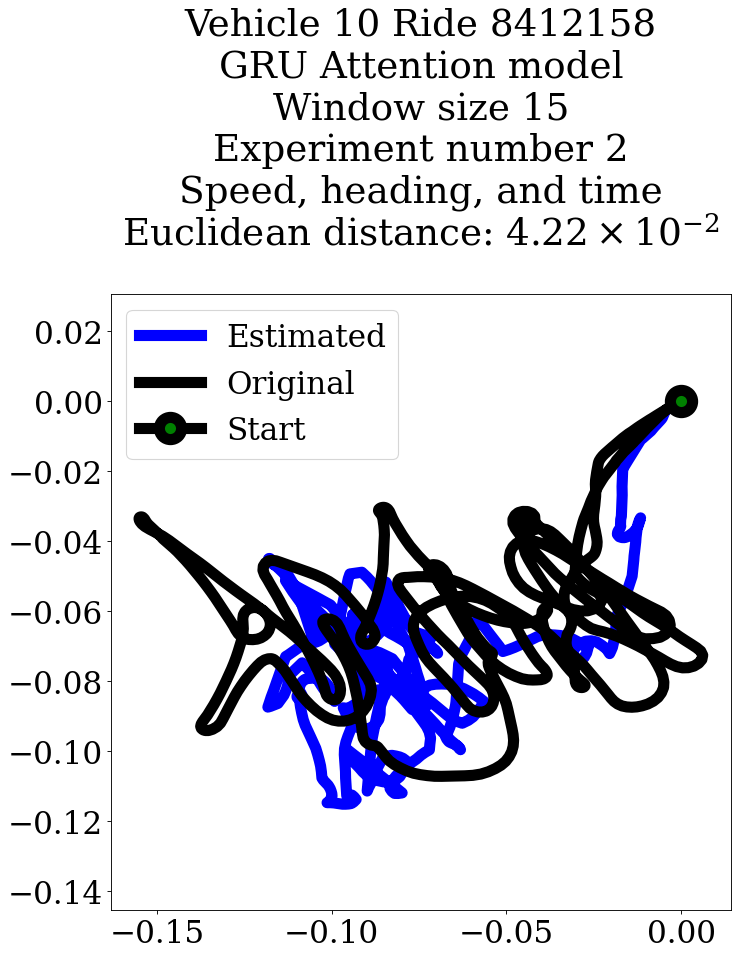 Vehicle 10 Ride 8412158
GRU Attention model
Window size 15
Experiment number 2
Speed, heading, and time
Euclidean distance: 4.22 × 10⁻²
Estimated
Original
Start
0.02
0.00
−0.02
−0.04
−0.06
−0.08
−0.10
−0.12
−0.14
−0.15
−0.10
−0.05
0.00